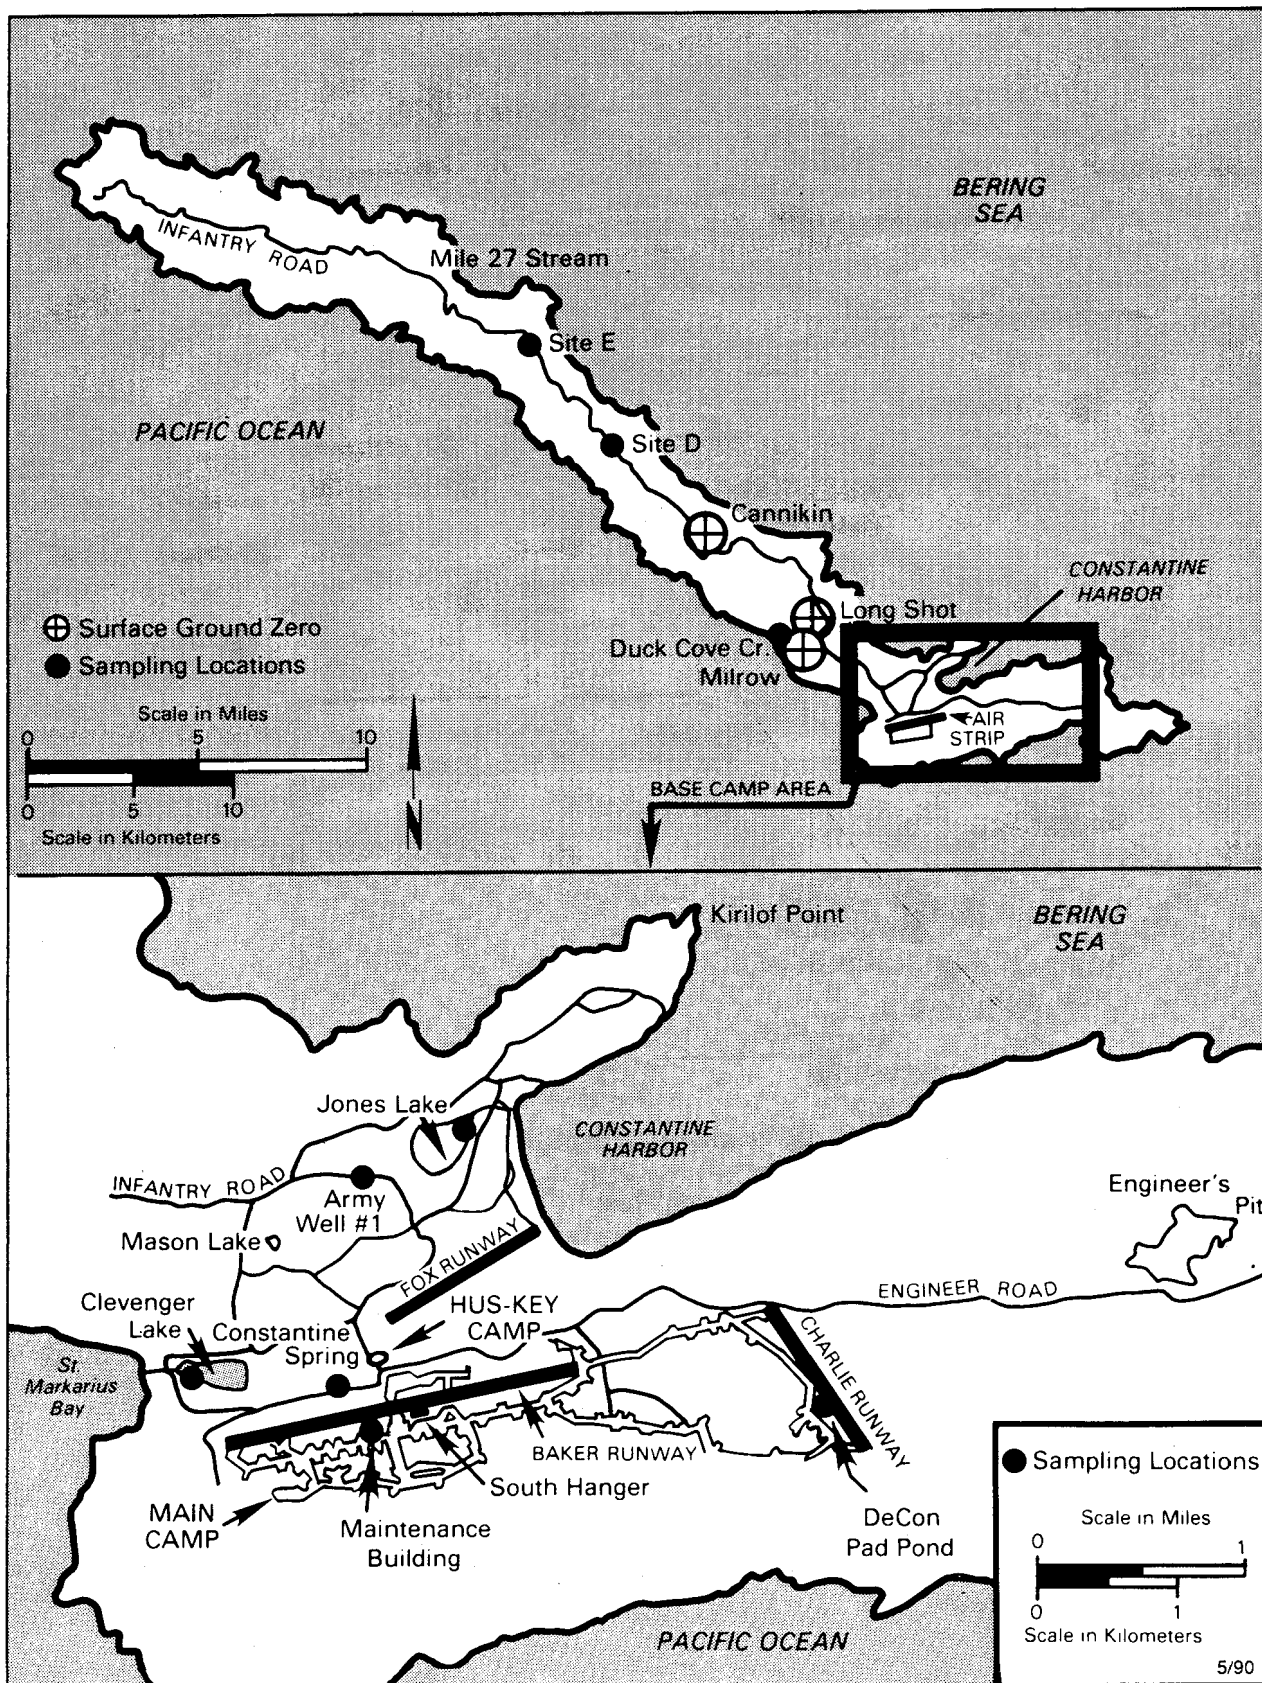 BERING
SEA
INFANTRY ROAD
Mile 27 Stream
Site E
PACIFIC OCEAN
Site D
Cannikin
CONSTANTINE
HARBOR
Long Shot
Surface Ground Zero
Duck Cove Cr.
Sampling Locations
Milrow
Scale in Miles
AIR
STRIP
0 5 10
BASE CAMP AREA
0 5 10
Scale in Kilometers
N
Kirilof Point
BERING
SEA
Jones Lake
CONSTANTINE
HARBOR
INFANTRY ROAD
Army
Well #1
Engineer's
Pit
Mason Lake
FOX RUNWAY
ENGINEER ROAD
Clevenger
Lake
HUS-KEY
CAMP
Constantine
Spring
CHARLIE RUNWAY
St.
Markarius
Bay
BAKER RUNWAY
South Hanger
MAIN
CAMP
Maintenance
Building
DeCon
Pad Pond
Sampling Locations
Scale in Miles
0 1
0 1
Scale in Kilometers
PACIFIC OCEAN
5/90